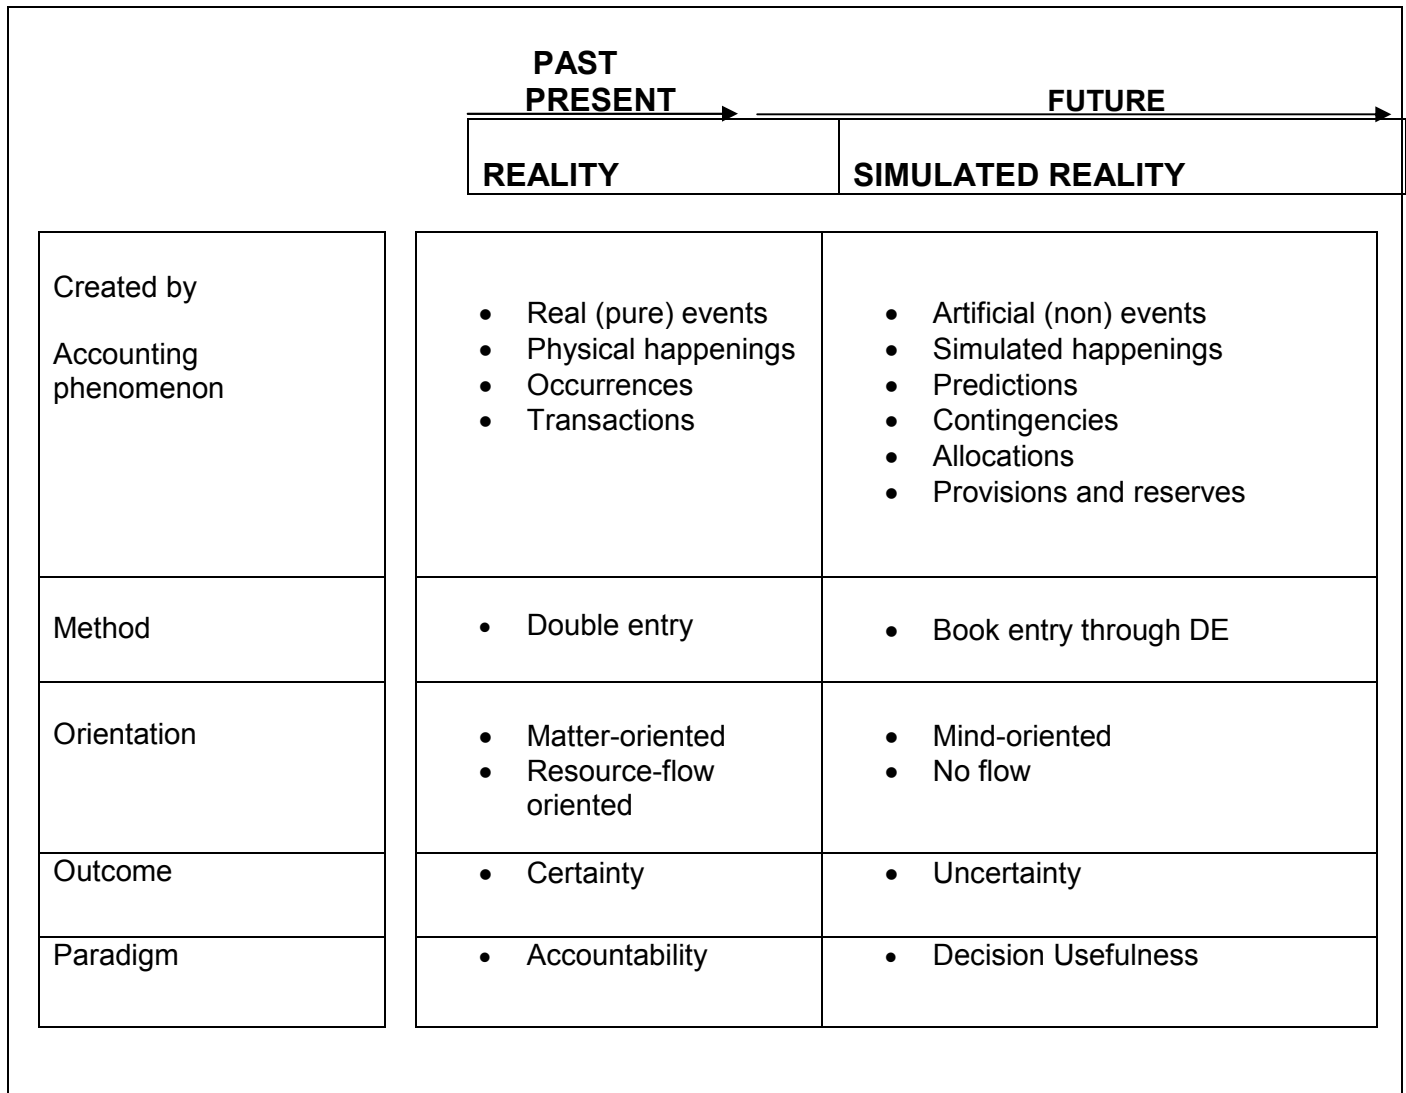 PAST
PRESENT
FUTURE
REALITY
SIMULATED REALITY
Created by
Accounting
phenomenon
• Real (pure) events
• Physical happenings
• Occurrences
• Transactions
• Artificial (non) events
• Simulated happenings
• Predictions
• Contingencies
• Allocations
• Provisions and reserves
Method
• Double entry
• Book entry through DE
Orientation
• Matter-oriented
• Resource-flow
oriented
• Mind-oriented
• No flow
Outcome
• Certainty
• Uncertainty
Paradigm
• Accountability
• Decision Usefulness